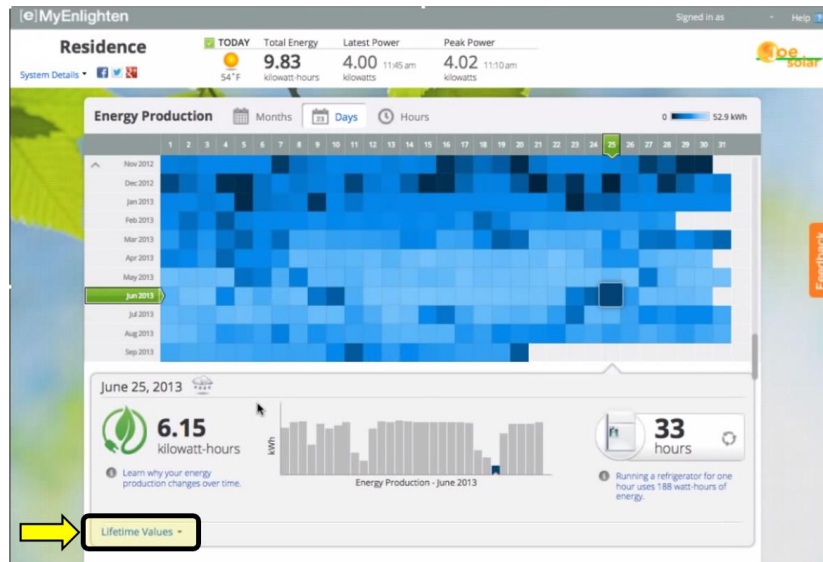 [e]MyEnlighten
Signed in as
Help ?
Residence
System Details
TODAY
54°F
Total Energy
9.83
kilowatt-hours
Latest Power
4.00 11:45 am
kilowatts
Peak Power
4.02 11:10 am
kilowatts
oe
solar
Energy Production
Months
23 Days
Hours
0 52.9 kWh
1 2 3 4 5 6 7 8 9 10 11 12 13 14 15 16 17 18 19 20 21 22 23 24 25 26 27 28 29 30 31
Nov 2012
Dec 2012
Jan 2013
Feb 2013
Mar 2013
Apr 2013
May 2013
Jun 2013
Jul 2013
Aug 2013
Sep 2013
Feedback
June 25, 2013
6.15
kilowatt-hours
Learn why your energy
production changes over time.
kWh
Energy Production - June 2013
33
hours
Running a refrigerator for one
hour uses 188 watt-hours of
energy.
Lifetime Values